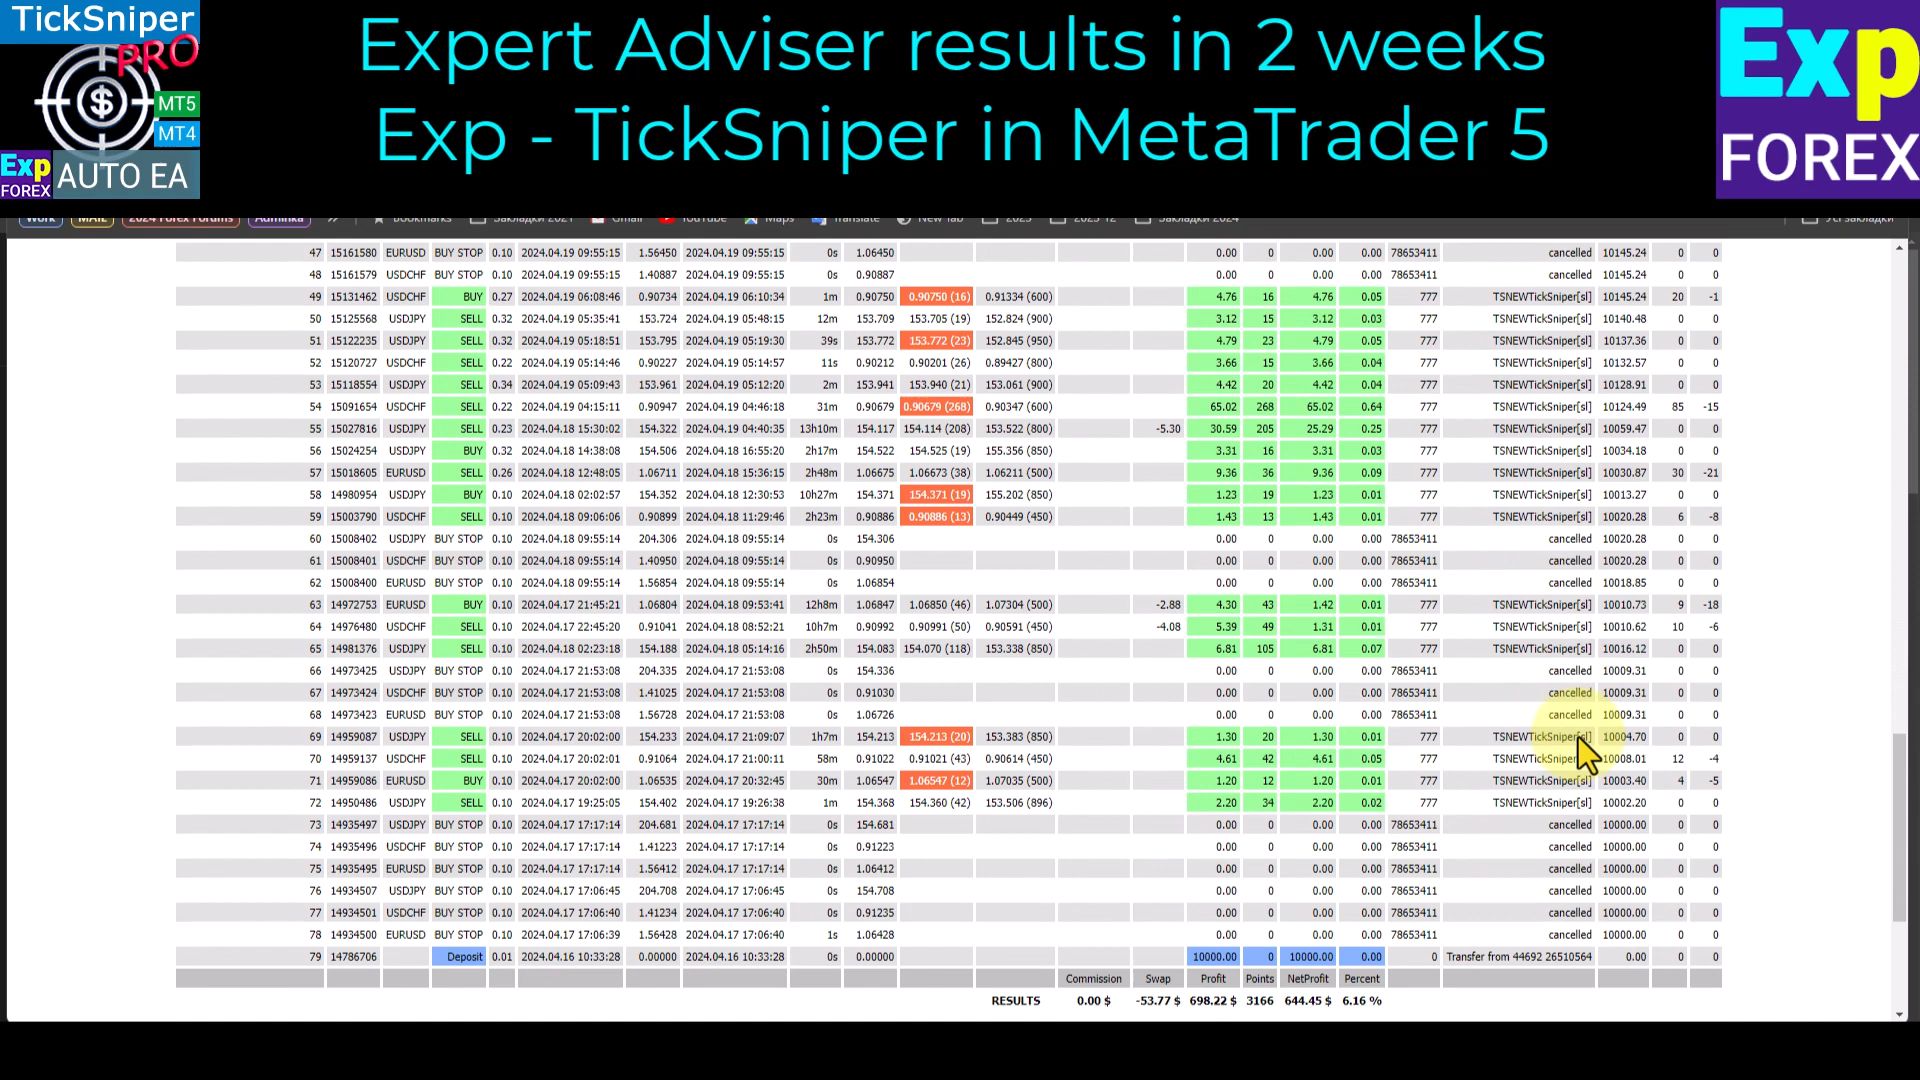 TickSniper
PRO
$
MT5
MT4
Exp
FOREX
AUTO EA
Expert Adviser results in 2 weeks
Exp - TickSniper in MetaTrader 5
Exp
FOREX
Work MAIL 2024 Forex Forums Adminka » Bookmarks Закладки 2021 Gmail YouTube Maps Translate New Tab 2023 2023 12 Закладки 2024 Усі закладки
47 15161580 EURUSD BUY STOP 0.10 2024.04.19 09:55:15 1.56450 2024.04.19 09:55:15 0s 1.06450 0.00 0 0.00 0.00 78653411 cancelled 10145.24 0 0
48 15161579 USDCHF BUY STOP 0.10 2024.04.19 09:55:15 1.40887 2024.04.19 09:55:15 0s 0.90887 0.00 0 0.00 0.00 78653411 cancelled 10145.24 0 0
49 15131462 USDCHF BUY 0.27 2024.04.19 06:08:46 0.90734 2024.04.19 06:10:34 1m 0.90750 0.90750 (16) 0.91334 (600) 4.76 16 4.76 0.05 777 TSNEWTickSniper[sl] 10145.24 20 -1
50 15125568 USDJPY SELL 0.32 2024.04.19 05:35:41 153.724 2024.04.19 05:48:15 12m 153.709 153.705 (19) 152.824 (900) 3.12 15 3.12 0.03 777 TSNEWTickSniper[sl] 10140.48 0 0
51 15122235 USDJPY SELL 0.32 2024.04.19 05:18:51 153.795 2024.04.19 05:19:30 39s 153.772 153.772 (23) 152.845 (950) 4.79 23 4.79 0.05 777 TSNEWTickSniper[sl] 10137.36 0 0
52 15120727 USDCHF SELL 0.22 2024.04.19 05:14:46 0.90227 2024.04.19 05:14:57 11s 0.90212 0.90201 (26) 0.89427 (800) 3.66 15 3.66 0.04 777 TSNEWTickSniper[sl] 10132.57 0 0
53 15118554 USDJPY SELL 0.34 2024.04.19 05:09:43 153.961 2024.04.19 05:12:20 2m 153.941 153.940 (21) 153.061 (900) 4.42 20 4.42 0.04 777 TSNEWTickSniper[sl] 10128.91 0 0
54 15091654 USDCHF SELL 0.22 2024.04.19 04:15:11 0.90947 2024.04.19 04:46:18 31m 0.90679 0.90679 (268) 0.90347 (600) 65.02 268 65.02 0.64 777 TSNEWTickSniper[sl] 10124.49 85 -15
55 15027816 USDJPY SELL 0.23 2024.04.18 15:30:02 154.322 2024.04.19 04:40:35 13h10m 154.117 154.114 (208) 153.522 (800) -5.30 30.59 205 25.29 0.25 777 TSNEWTickSniper[sl] 10059.47 0 0
56 15024254 USDJPY BUY 0.32 2024.04.18 14:38:08 154.506 2024.04.18 16:55:20 2h17m 154.522 154.525 (19) 155.356 (850) 3.31 16 3.31 0.03 777 TSNEWTickSniper[sl] 10034.18 0 0
57 15018605 EURUSD SELL 0.26 2024.04.18 12:48:05 1.06711 2024.04.18 15:36:15 2h48m 1.06675 1.06673 (38) 1.06211 (500) 9.36 36 9.36 0.09 777 TSNEWTickSniper[sl] 10030.87 30 -21
58 14980954 USDJPY BUY 0.10 2024.04.18 02:02:57 154.352 2024.04.18 12:30:53 10h27m 154.371 154.371 (19) 155.202 (850) 1.23 19 1.23 0.01 777 TSNEWTickSniper[sl] 10013.27 0 0
59 15003790 USDCHF SELL 0.10 2024.04.18 09:06:06 0.90899 2024.04.18 11:29:46 2h23m 0.90886 0.90886 (13) 0.90449 (450) 1.43 13 1.43 0.01 777 TSNEWTickSniper[sl] 10020.28 6 -8
60 15008402 USDJPY BUY STOP 0.10 2024.04.18 09:55:14 204.306 2024.04.18 09:55:14 0s 154.306 0.00 0 0.00 0.00 78653411 cancelled 10020.28 0 0
61 15008401 USDCHF BUY STOP 0.10 2024.04.18 09:55:14 1.40950 2024.04.18 09:55:14 0s 0.90950 0.00 0 0.00 0.00 78653411 cancelled 10020.28 0 0
62 15008400 EURUSD BUY STOP 0.10 2024.04.18 09:55:14 1.56854 2024.04.18 09:55:14 0s 1.06854 0.00 0 0.00 0.00 78653411 cancelled 10018.85 0 0
63 14972753 EURUSD BUY 0.10 2024.04.17 21:45:21 1.06804 2024.04.18 09:53:41 12h8m 1.06847 1.06850 (46) 1.07304 (500) -2.88 4.30 43 1.42 0.01 777 TSNEWTickSniper[sl] 10010.73 9 -18
64 14976480 USDCHF SELL 0.10 2024.04.17 22:45:20 0.91041 2024.04.18 08:52:21 10h7m 0.90992 0.90991 (50) 0.90591 (450) -4.08 5.39 49 1.31 0.01 777 TSNEWTickSniper[sl] 10010.62 10 -6
65 14981376 USDJPY SELL 0.10 2024.04.18 02:23:18 154.188 2024.04.18 05:14:16 2h50m 154.083 154.070 (118) 153.338 (850) 6.81 105 6.81 0.07 777 TSNEWTickSniper[sl] 10016.12 0 0
66 14973425 USDJPY BUY STOP 0.10 2024.04.17 21:53:08 204.335 2024.04.17 21:53:08 0s 154.336 0.00 0 0.00 0.00 78653411 cancelled 10009.31 0 0
67 14973424 USDCHF BUY STOP 0.10 2024.04.17 21:53:08 1.41025 2024.04.17 21:53:08 0s 0.91030 0.00 0 0.00 0.00 78653411 cancelled 10009.31 0 0
68 14973423 EURUSD BUY STOP 0.10 2024.04.17 21:53:08 1.56728 2024.04.17 21:53:08 0s 1.06726 0.00 0 0.00 0.00 78653411 cancelled 10009.31 0 0
69 14959087 USDJPY SELL 0.10 2024.04.17 20:02:00 154.233 2024.04.17 21:09:07 1h7m 154.213 154.213 (20) 153.383 (850) 1.30 20 1.30 0.01 777 TSNEWTickSniper[sl] 10004.70 0 0
70 14959137 USDCHF SELL 0.10 2024.04.17 20:02:01 0.91064 2024.04.17 21:00:11 58m 0.91022 0.91021 (43) 0.90614 (450) 4.61 42 4.61 0.05 777 TSNEWTickSniper[sl] 10008.01 12 -4
71 14959086 EURUSD BUY 0.10 2024.04.17 20:02:00 1.06535 2024.04.17 20:32:45 30m 1.06547 1.06547 (12) 1.07035 (500) 1.20 12 1.20 0.01 777 TSNEWTickSniper[sl] 10003.40 4 -5
72 14950486 USDJPY SELL 0.10 2024.04.17 19:25:05 154.402 2024.04.17 19:26:38 1m 154.368 154.360 (42) 153.506 (896) 2.20 34 2.20 0.02 777 TSNEWTickSniper[sl] 10002.20 0 0
73 14935497 USDJPY BUY STOP 0.10 2024.04.17 17:17:14 204.681 2024.04.17 17:17:14 0s 154.681 0.00 0 0.00 0.00 78653411 cancelled 10000.00 0 0
74 14935496 USDCHF BUY STOP 0.10 2024.04.17 17:17:14 1.41223 2024.04.17 17:17:14 0s 0.91223 0.00 0 0.00 0.00 78653411 cancelled 10000.00 0 0
75 14935495 EURUSD BUY STOP 0.10 2024.04.17 17:17:14 1.56412 2024.04.17 17:17:14 0s 1.06412 0.00 0 0.00 0.00 78653411 cancelled 10000.00 0 0
76 14934507 USDJPY BUY STOP 0.10 2024.04.17 17:06:45 204.708 2024.04.17 17:06:45 0s 154.708 0.00 0 0.00 0.00 78653411 cancelled 10000.00 0 0
77 14934501 USDCHF BUY STOP 0.10 2024.04.17 17:06:40 1.41234 2024.04.17 17:06:40 0s 0.91235 0.00 0 0.00 0.00 78653411 cancelled 10000.00 0 0
78 14934500 EURUSD BUY STOP 0.10 2024.04.17 17:06:39 1.56428 2024.04.17 17:06:40 1s 1.06428 0.00 0 0.00 0.00 78653411 cancelled 10000.00 0 0
79 14786706 Deposit 0.01 2024.04.16 10:33:28 0.00000 2024.04.16 10:33:28 0s 0.00000 10000.00 0 10000.00 0.00 0 Transfer from 44692 26510564 0.00 0 0
Commission Swap Profit Points NetProfit Percent
RESULTS 0.00 $ -53.77 $ 698.22 $ 3166 644.45 $ 6.16 %